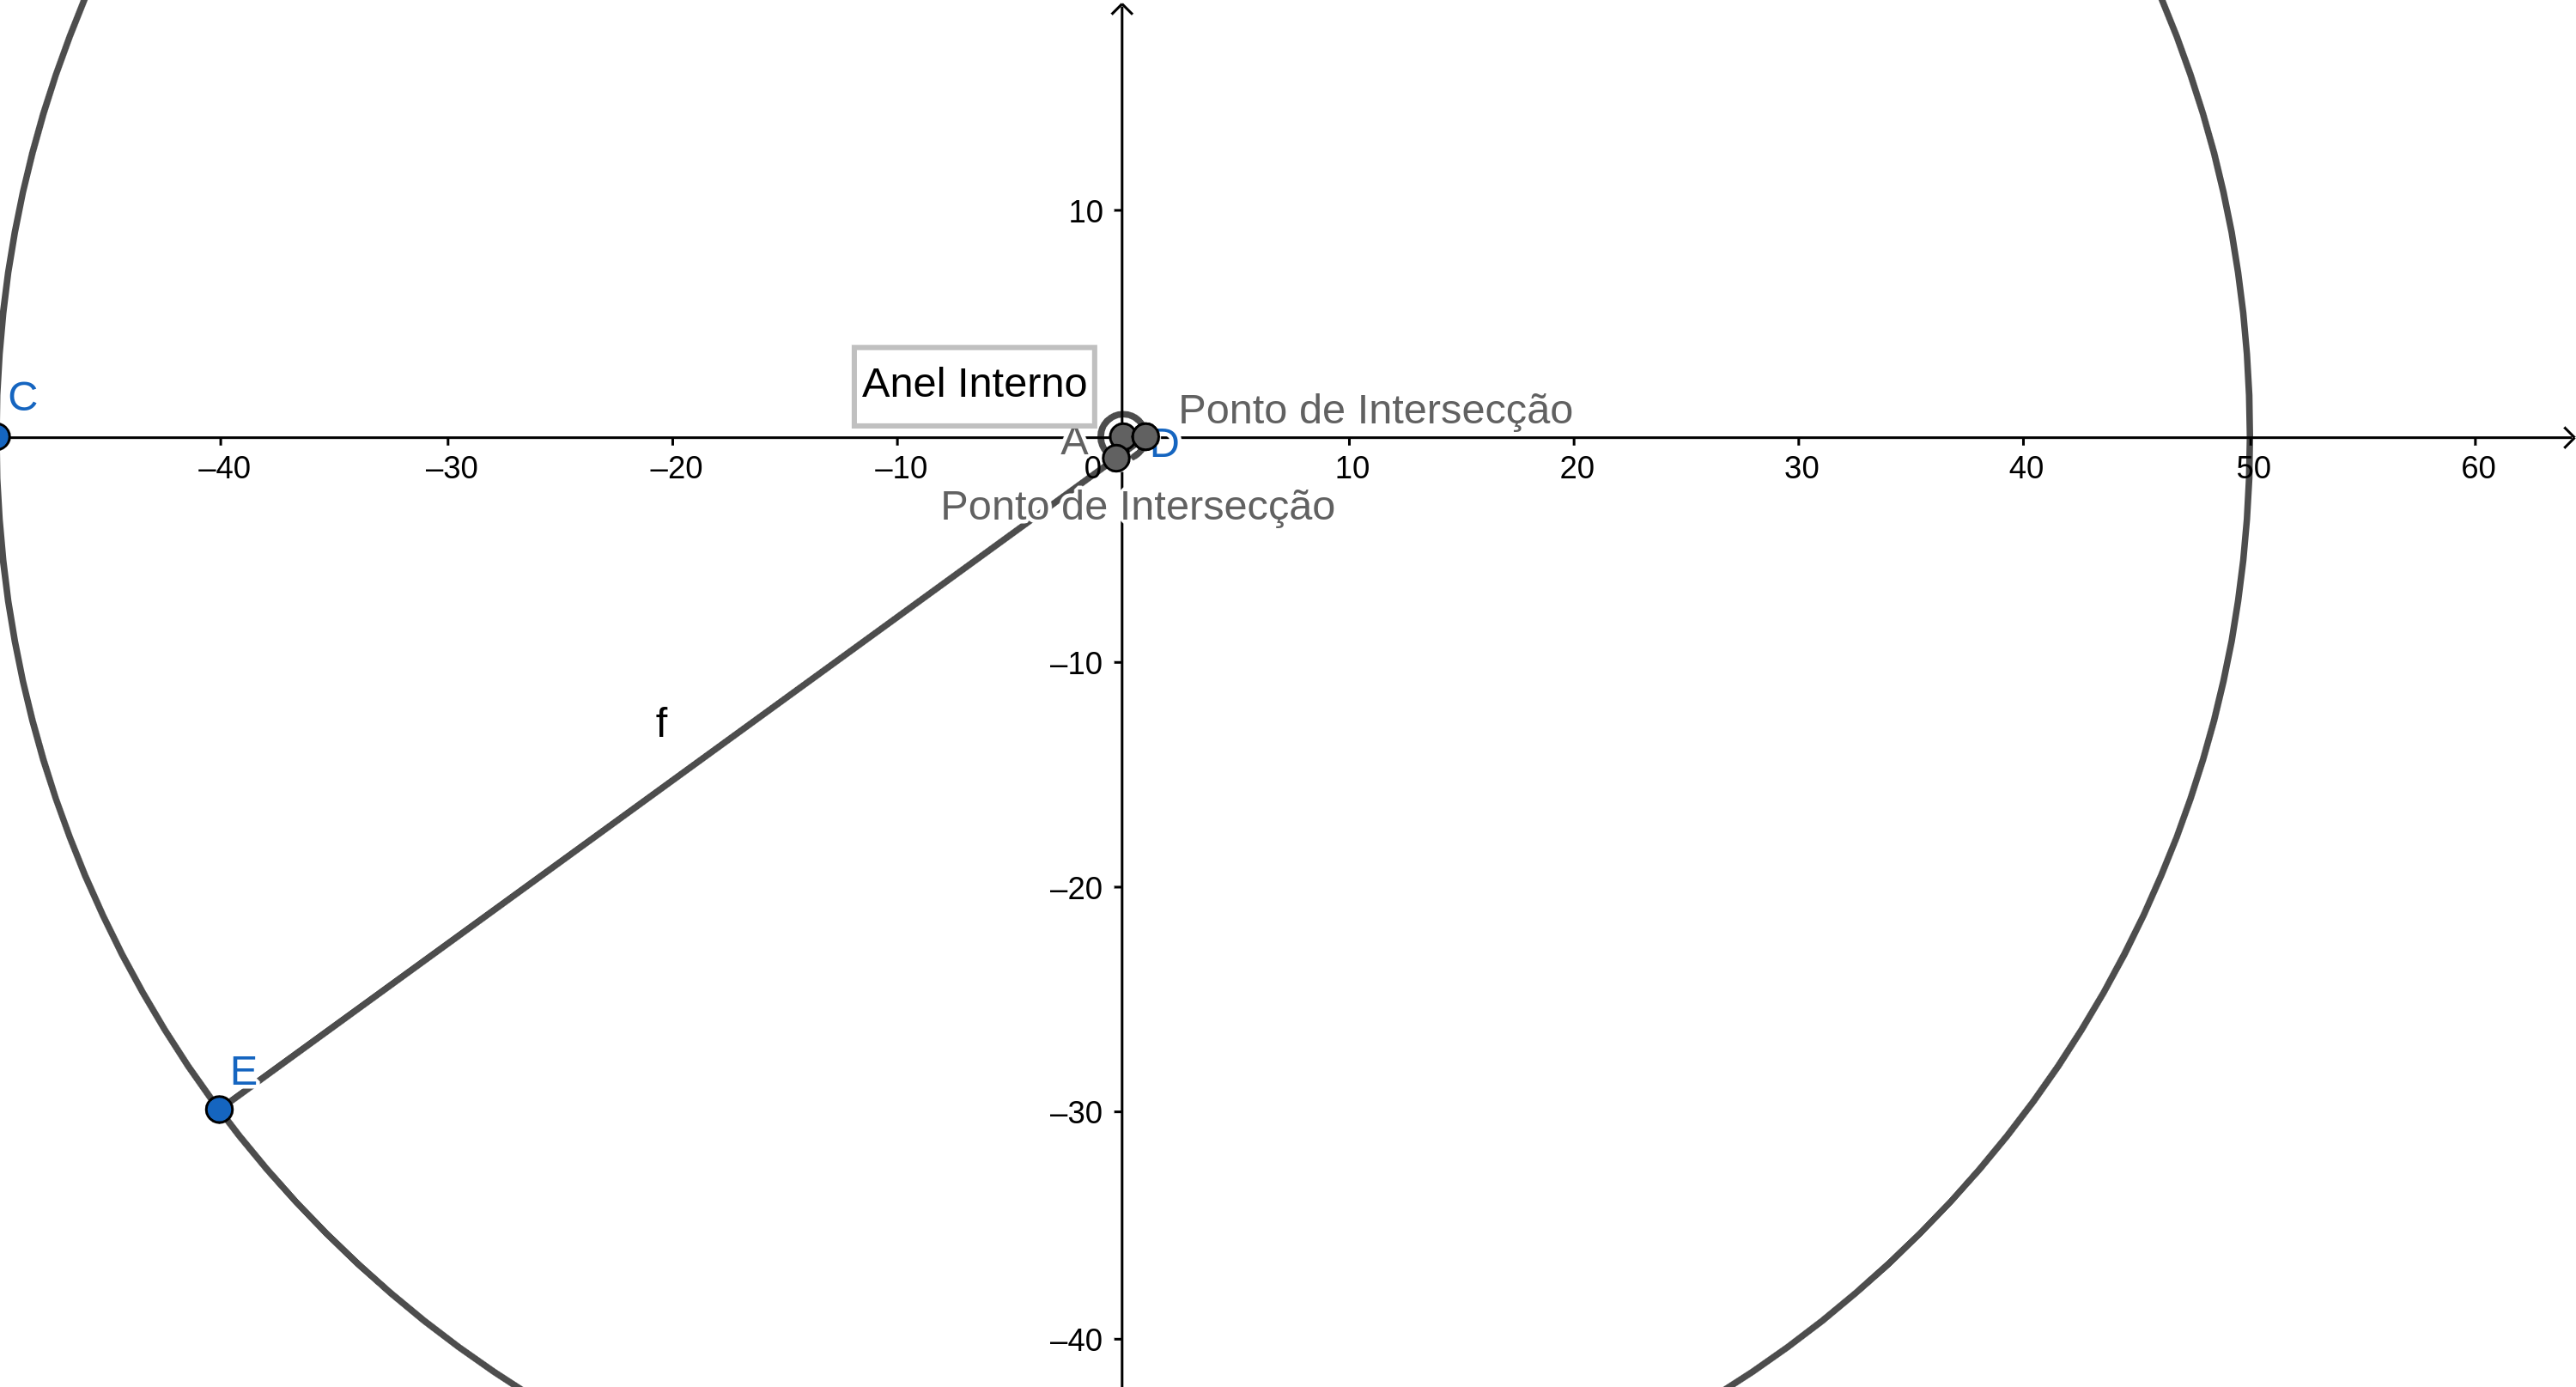 10
Anel Interno
C
Ponto de Intersecção
A
D
–40
–30
–20
–10
0
10
20
30
40
50
60
Ponto de Intersecção
–10
f
–20
E
–30
–40